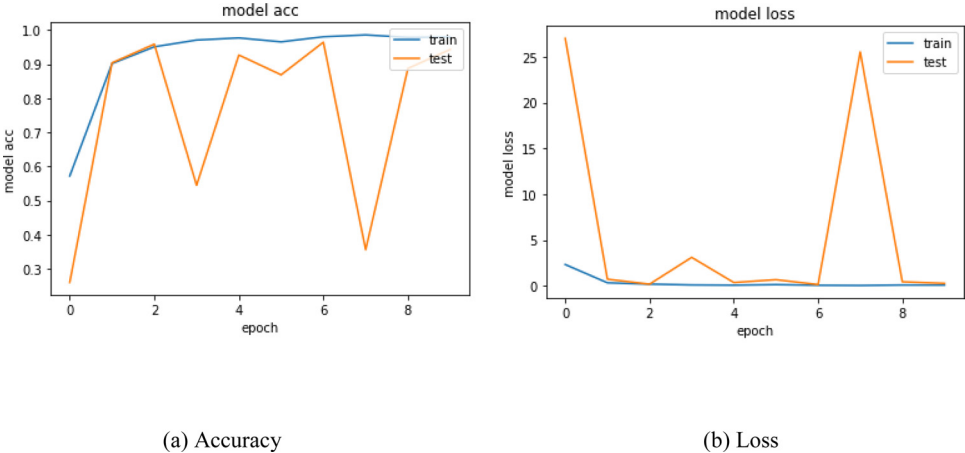 model acc
1.0
0.9
0.8
0.7
0.6
0.5
0.4
0.3
model acc
0 2 4 6 8
epoch
train
test
model loss
25
20
15
10
5
0
model loss
0 2 4 6 8
epoch
train
test
(a) Accuracy
(b) Loss